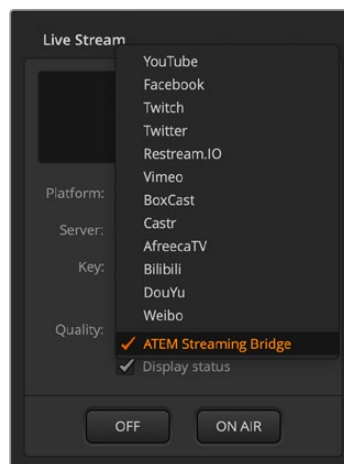 Live Stream
YouTube
Facebook
Twitch
Twitter
Restream.IO
Vimeo
Platform:
BoxCast
Server:
Castr
AfreecaTV
Key:
Bilibili
DouYu
Weibo
Quality:
ATEM Streaming Bridge
Display status
OFF
ON AIR